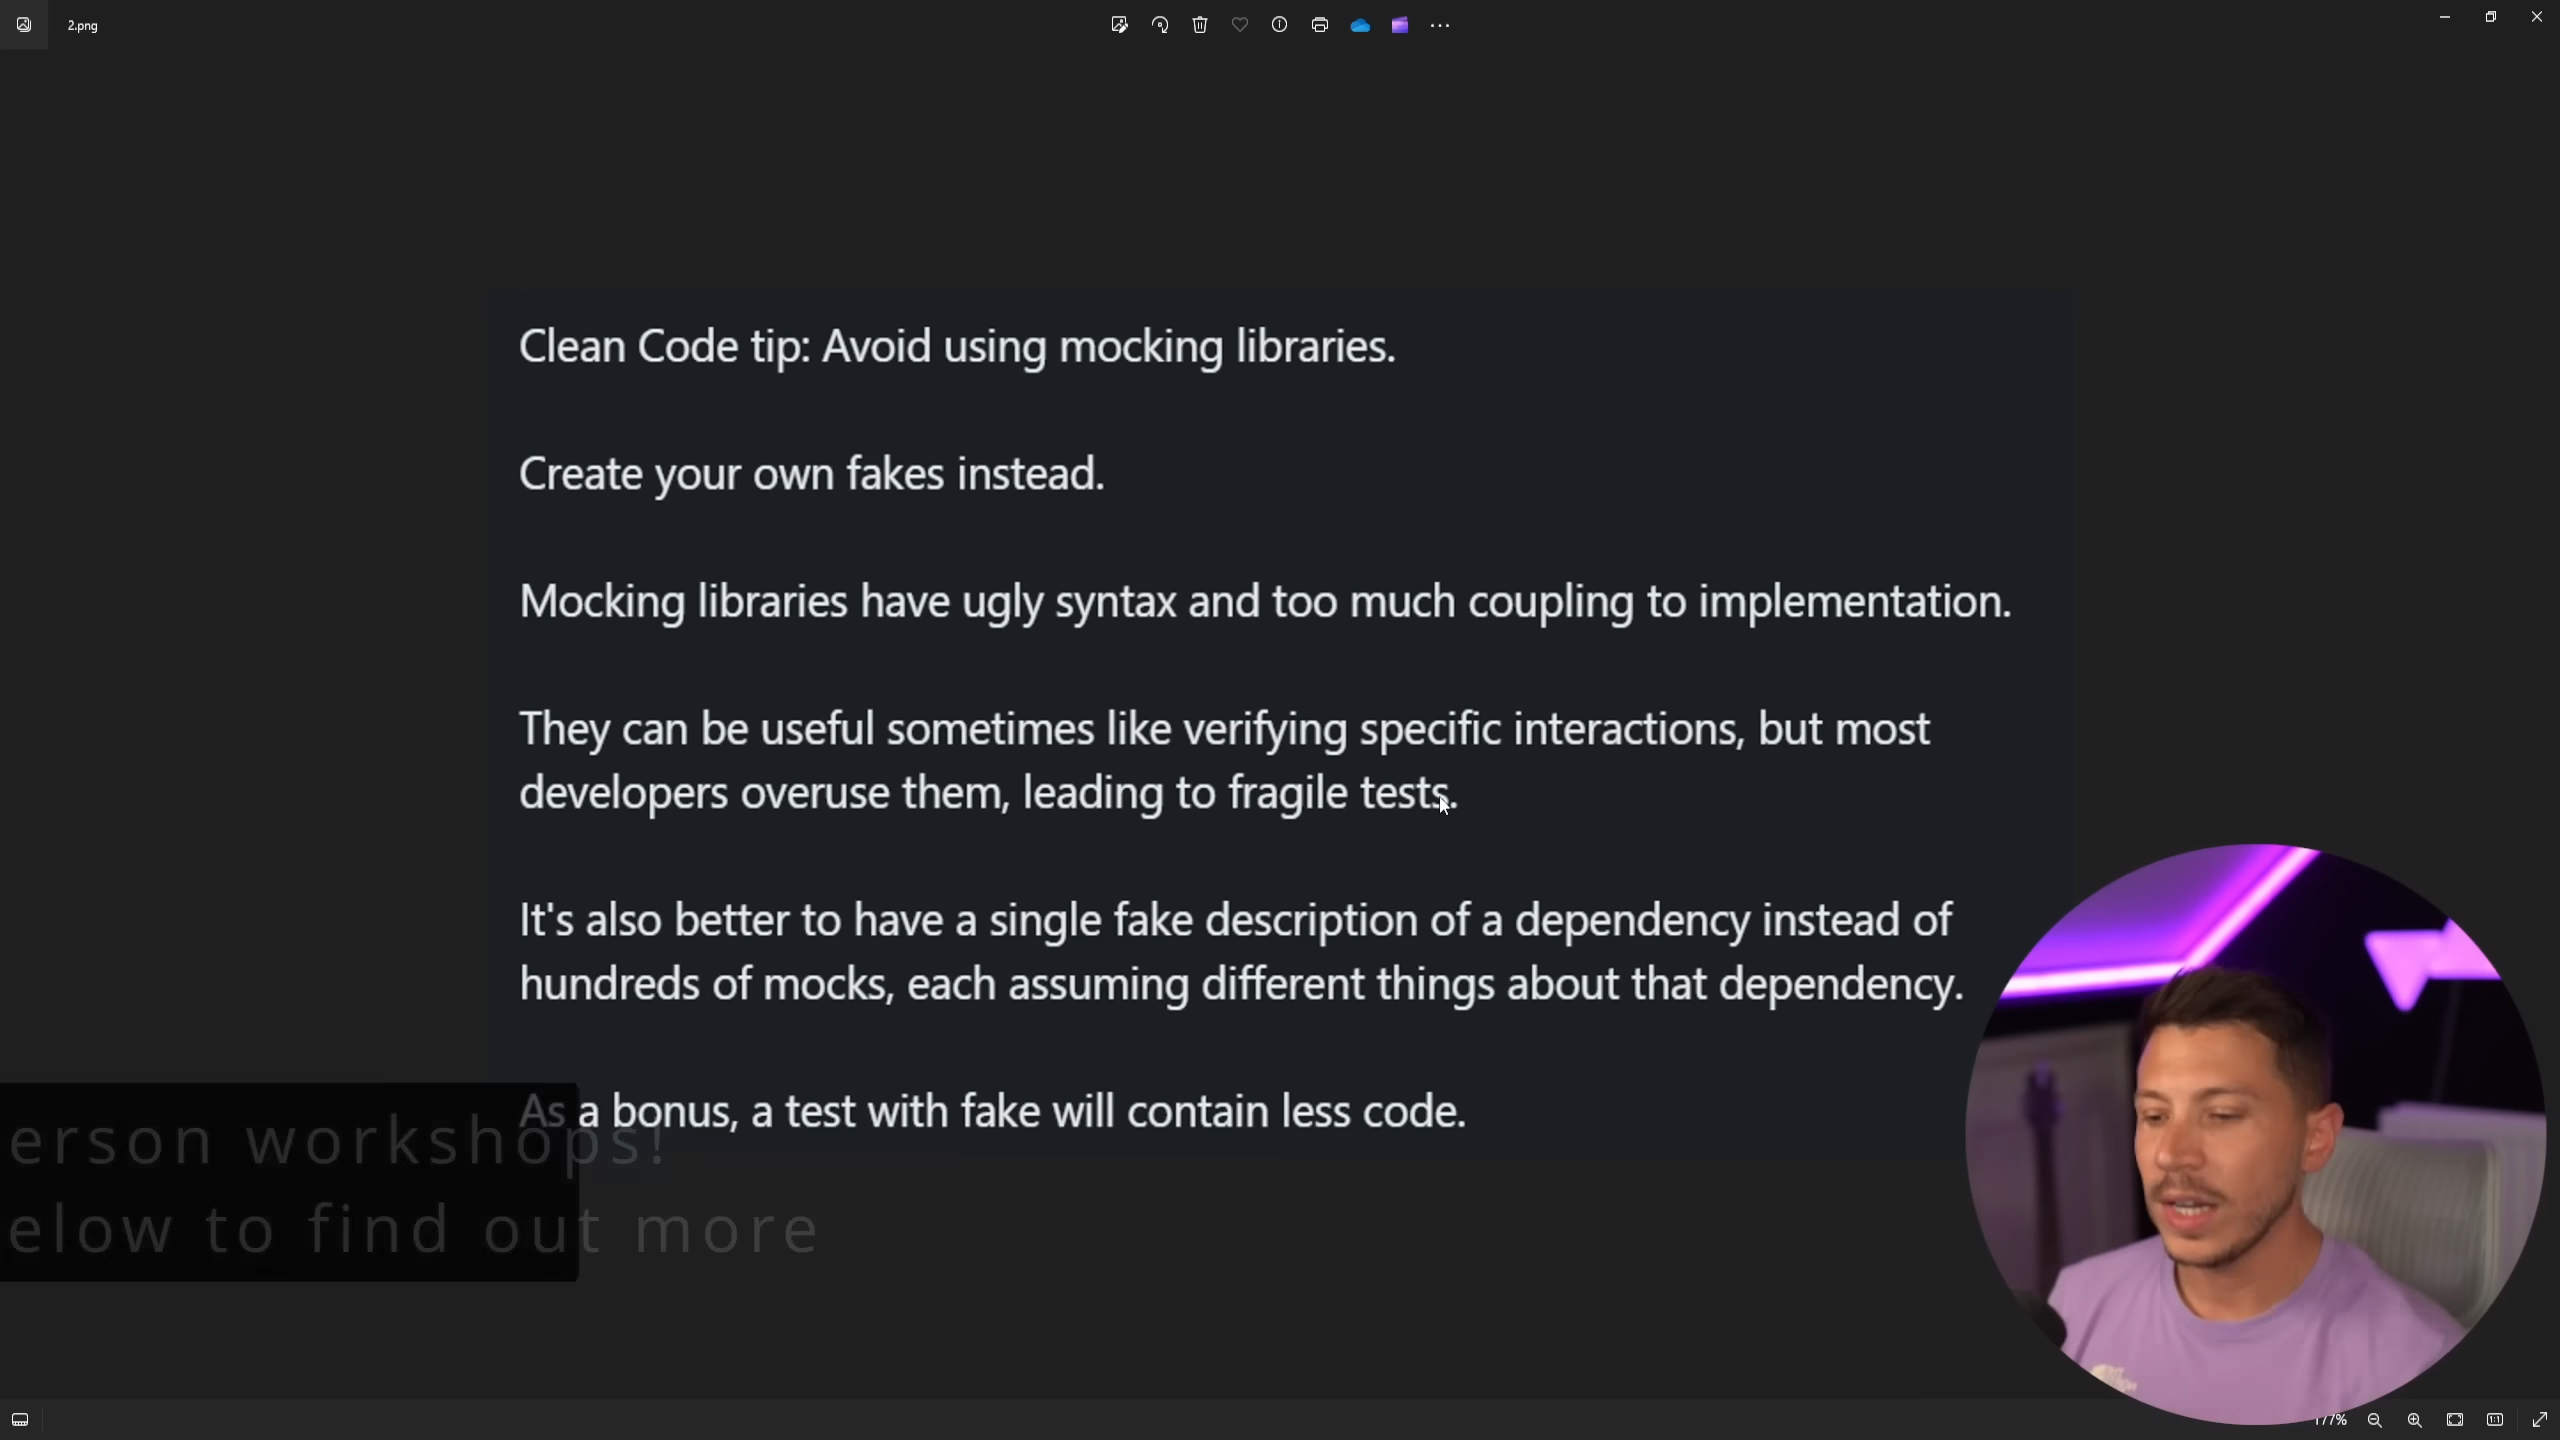 2.png
Clean Code tip: Avoid using mocking libraries.
Create your own fakes instead.
Mocking libraries have ugly syntax and too much coupling to implementation.
They can be useful sometimes like verifying specific interactions, but most
developers overuse them, leading to fragile tests.
It's also better to have a single fake description of a dependency instead of
hundreds of mocks, each assuming different things about that dependency.
As a bonus, a test with fake will contain less code.
erson workshops!
elow to find out more
177%